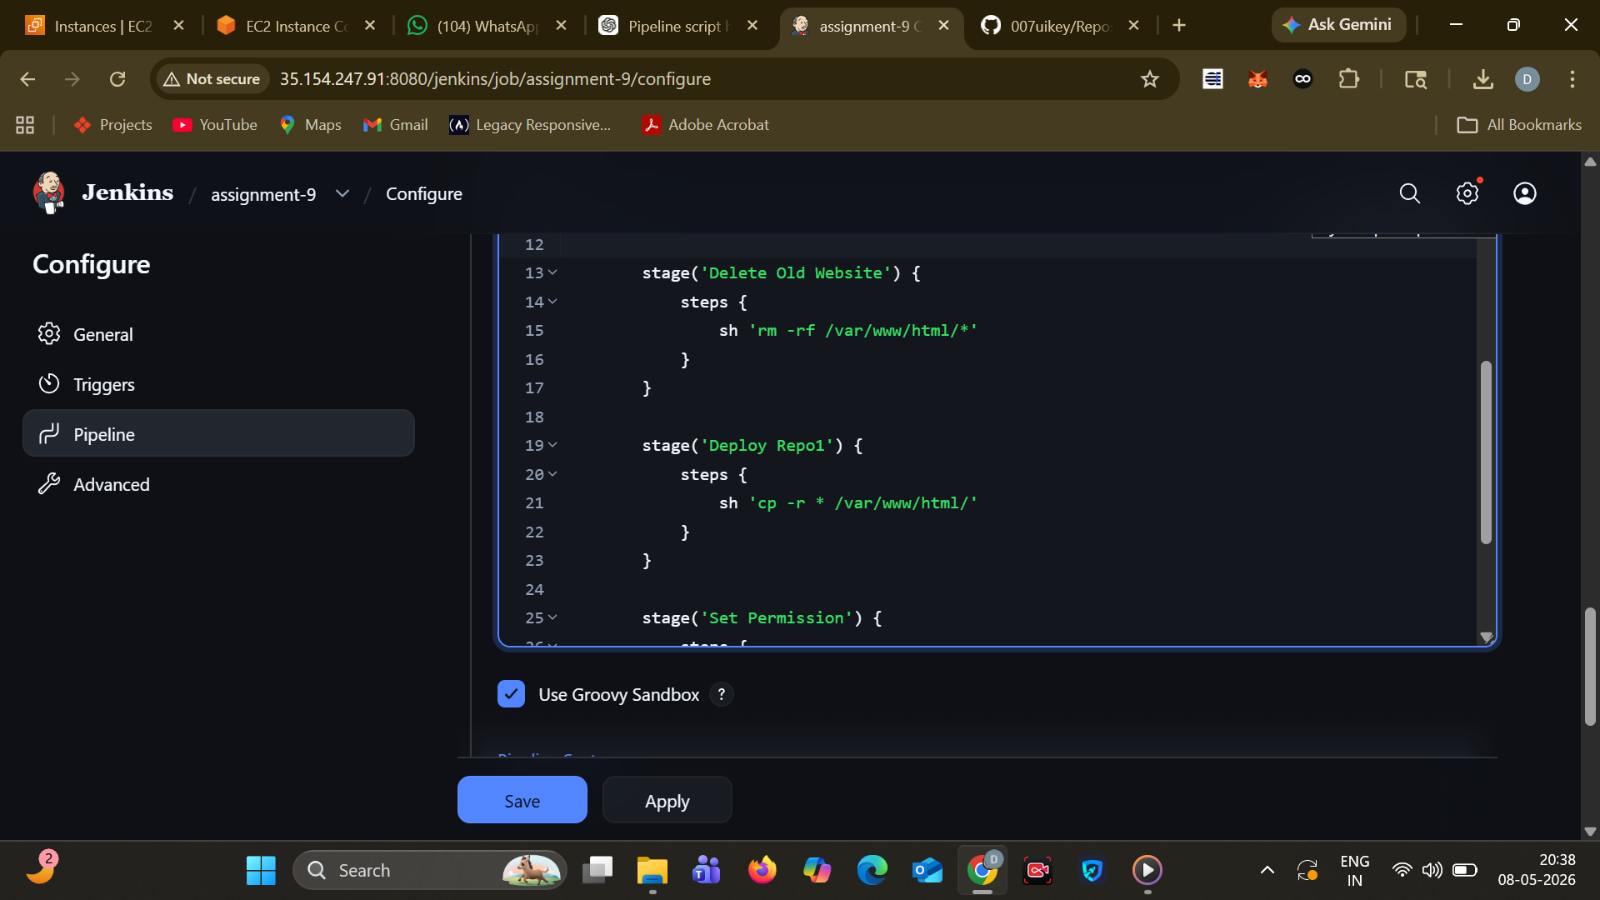 Instances | EC2
EC2 Instance Co
(104) WhatsApp
Pipeline script h
assignment-9 C
007uikey/Repo
Ask Gemini
Not secure
35.154.247.91:8080/jenkins/job/assignment-9/configure
D
Projects
YouTube
Maps
Gmail
Legacy Responsive...
Adobe Acrobat
All Bookmarks
Jenkins / assignment-9 / Configure
Configure
General
Triggers
Pipeline
Advanced
12
13 stage('Delete Old Website') {
14 steps {
15 sh 'rm -rf /var/www/html/*'
16 }
17 }
18
19 stage('Deploy Repo1') {
20 steps {
21 sh 'cp -r * /var/www/html/'
22 }
23 }
24
25 stage('Set Permission') {
26 steps {
Use Groovy Sandbox ?
Save
Apply
2
Search
D
ENG
IN
20:38
08-05-2026